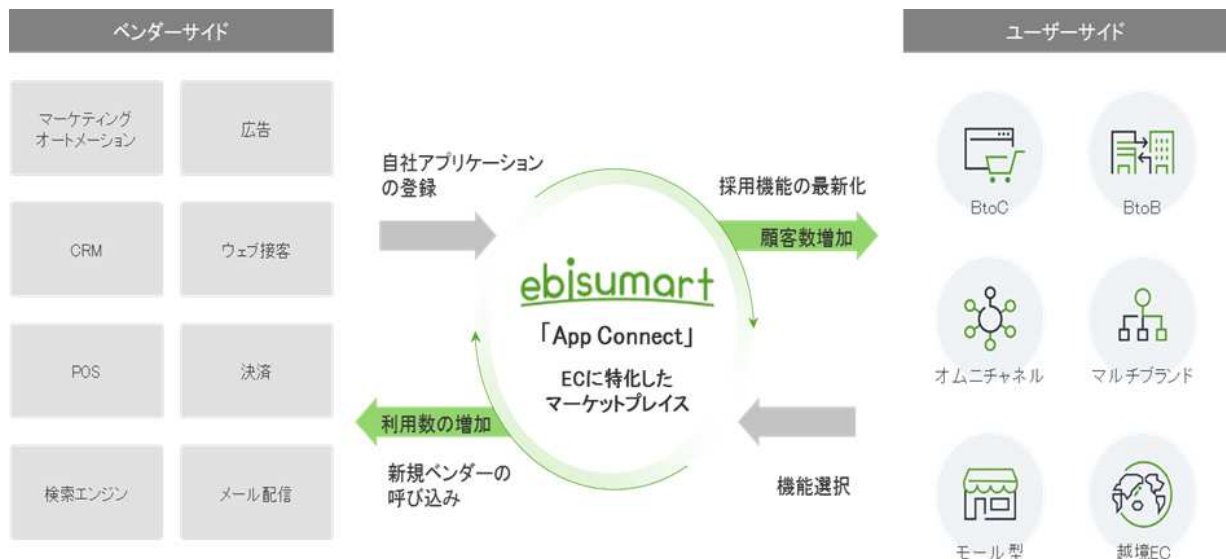 ベンダーサイド
マーケティング
オートメーション
広告
CRM
ウェブ接客
POS
決済
検索エンジン
メール配信
自社アプリケーション
の登録
採用機能の最新化
顧客数増加
ebisumart
「App Connect」
ECに特化した
マーケットプレイス
利用数の増加
新規ベンダーの
呼び込み
機能選択
ユーザーサイド
BtoC
BtoB
オムニチャネル
マルチブランド
モール型
越境EC